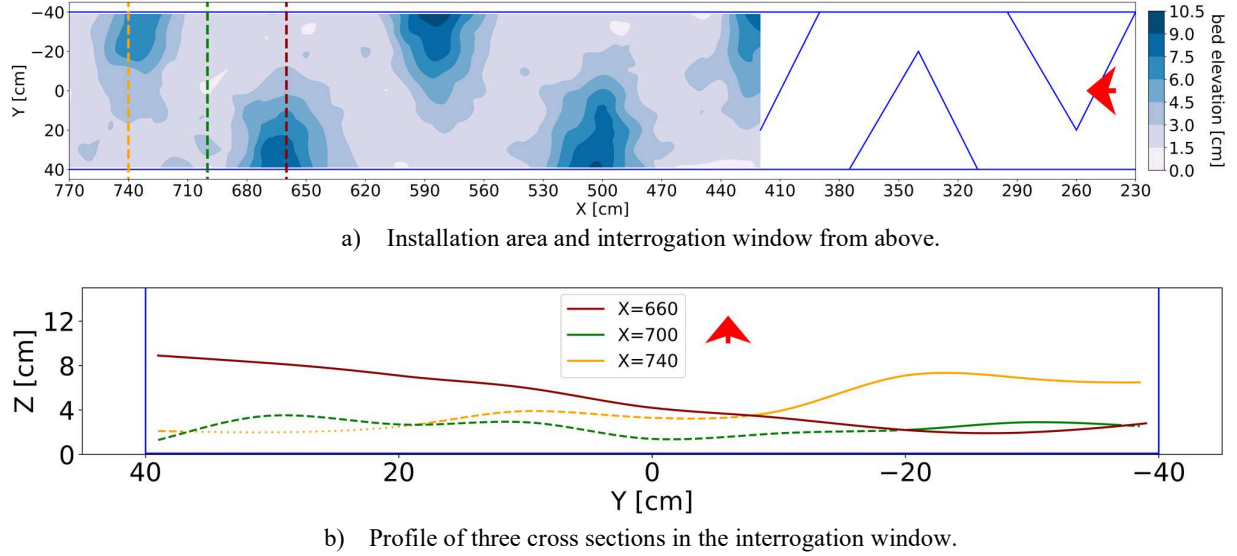 −40
−20
0
20
40
Y [cm]
770 740 710 680 650 620 590 560 530 500 470 440 410 380 350 320 290 260 230
X [cm]
10.5
9.0
7.5
6.0
4.5
3.0
1.5
0.0
bed elevation [cm]
a) Installation area and interrogation window from above.
12
8
4
0
Z [cm]
X=660
X=700
X=740
40 20 0 −20 −40
Y [cm]
b) Profile of three cross sections in the interrogation window.